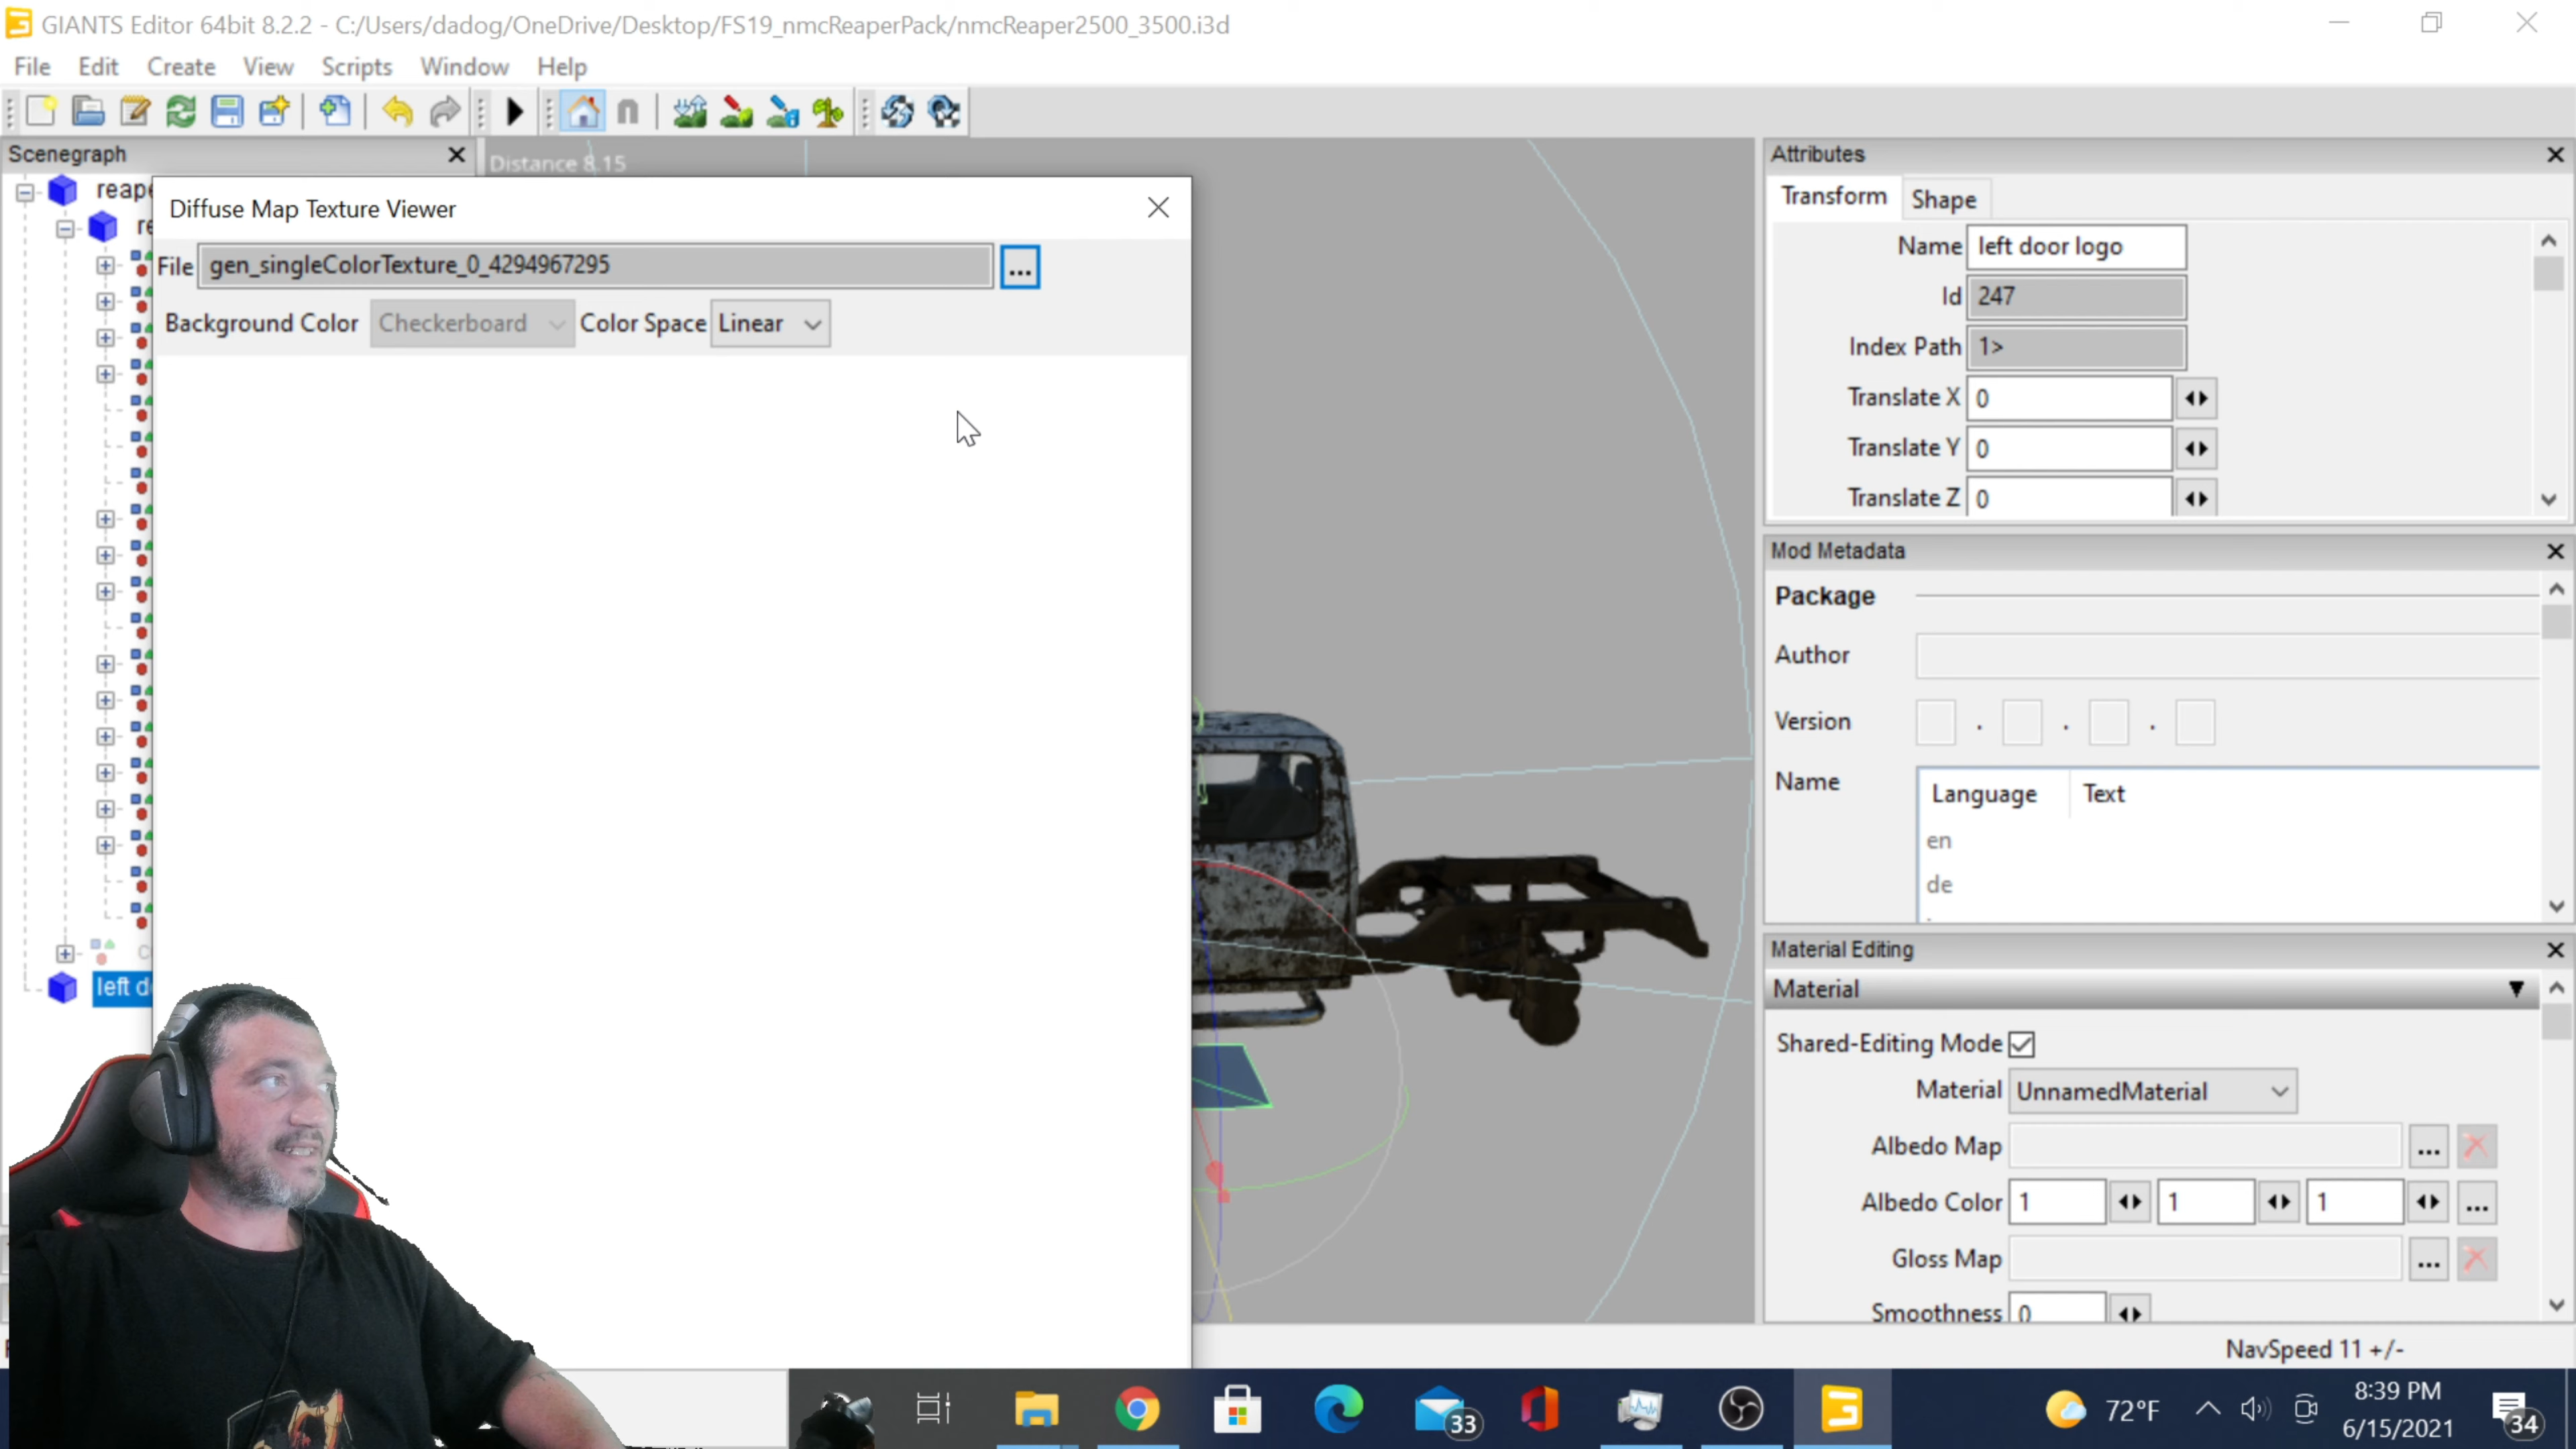 GIANTS Editor 64bit 8.2.2 - C:/Users/dadog/OneDrive/Desktop/FS19_nmcReaperPack/nmcReaper2500_3500.i3d
File Edit Create View Scripts Window Help
Scenegraph
Distance 8.15
Diffuse Map Texture Viewer
File gen_singleColorTexture_0_4294967295 ...
Background Color Checkerboard Color Space Linear
left d
Attributes
Transform Shape
Name left door logo
Id 247
Index Path 1>
Translate X 0
Translate Y 0
Translate Z 0
Mod Metadata
Package
Author
Version . . .
Name Language Text
en
de
Material Editing
Material
Shared-Editing Mode
Material UnnamedMaterial
Albedo Map ...
Albedo Color 1 1 1 ...
Gloss Map ...
Smoothness 0
NavSpeed 11 +/-
33
72°F
8:39 PM
6/15/2021
34